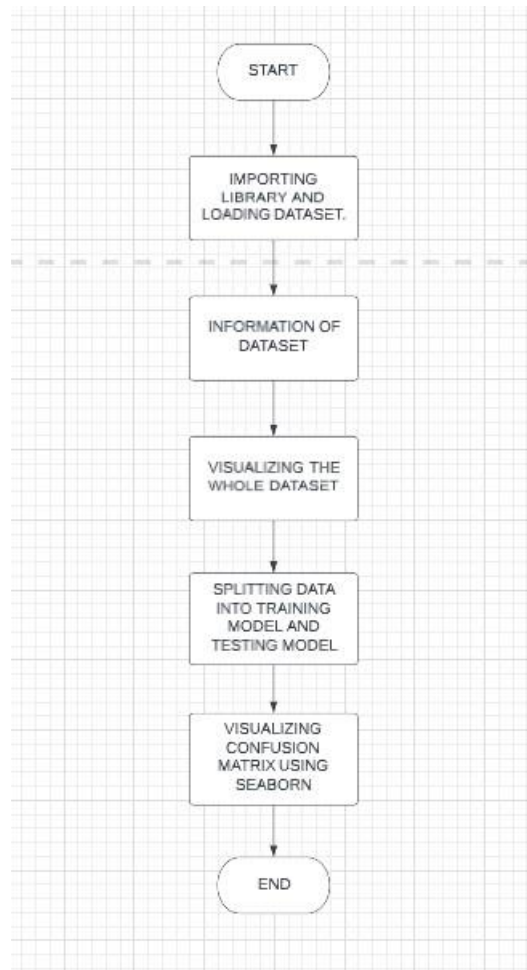 START
IMPORTING
LIBRARY AND
LOADING DATASET.
INFORMATION OF
DATASET
VISUALIZING THE
WHOLE DATASET
SPLITTING DATA
INTO TRAINING
MODEL AND
TESTING MODEL
VISUALIZING
CONFUSION
MATRIX USING
SEABORN
END